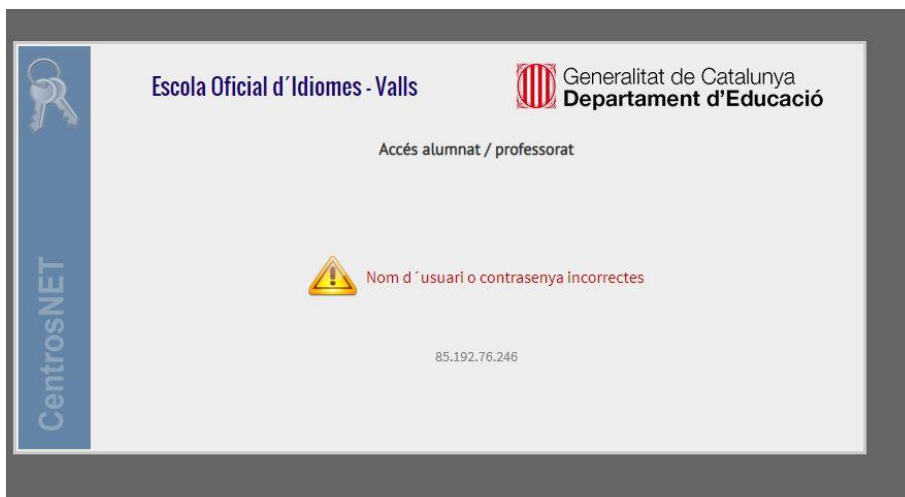 Escola Oficial d´Idiomes - Valls
Generalitat de Catalunya
Departament d'Educació
Accés alumnat / professorat
Nom d´usuari o contrasenya incorrectes
85.192.76.246
CentrosNET